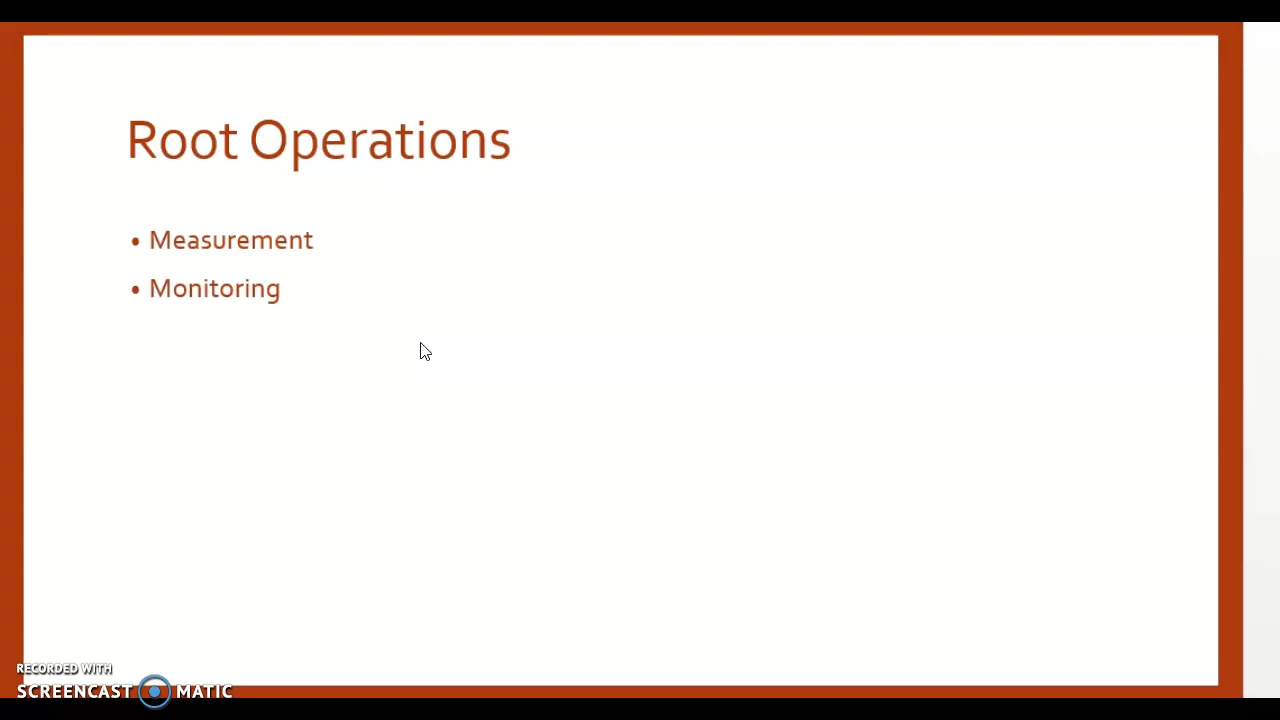 Root Operations
• Measurement
• Monitoring
RECORDED WITH
SCREENCAST MATIC